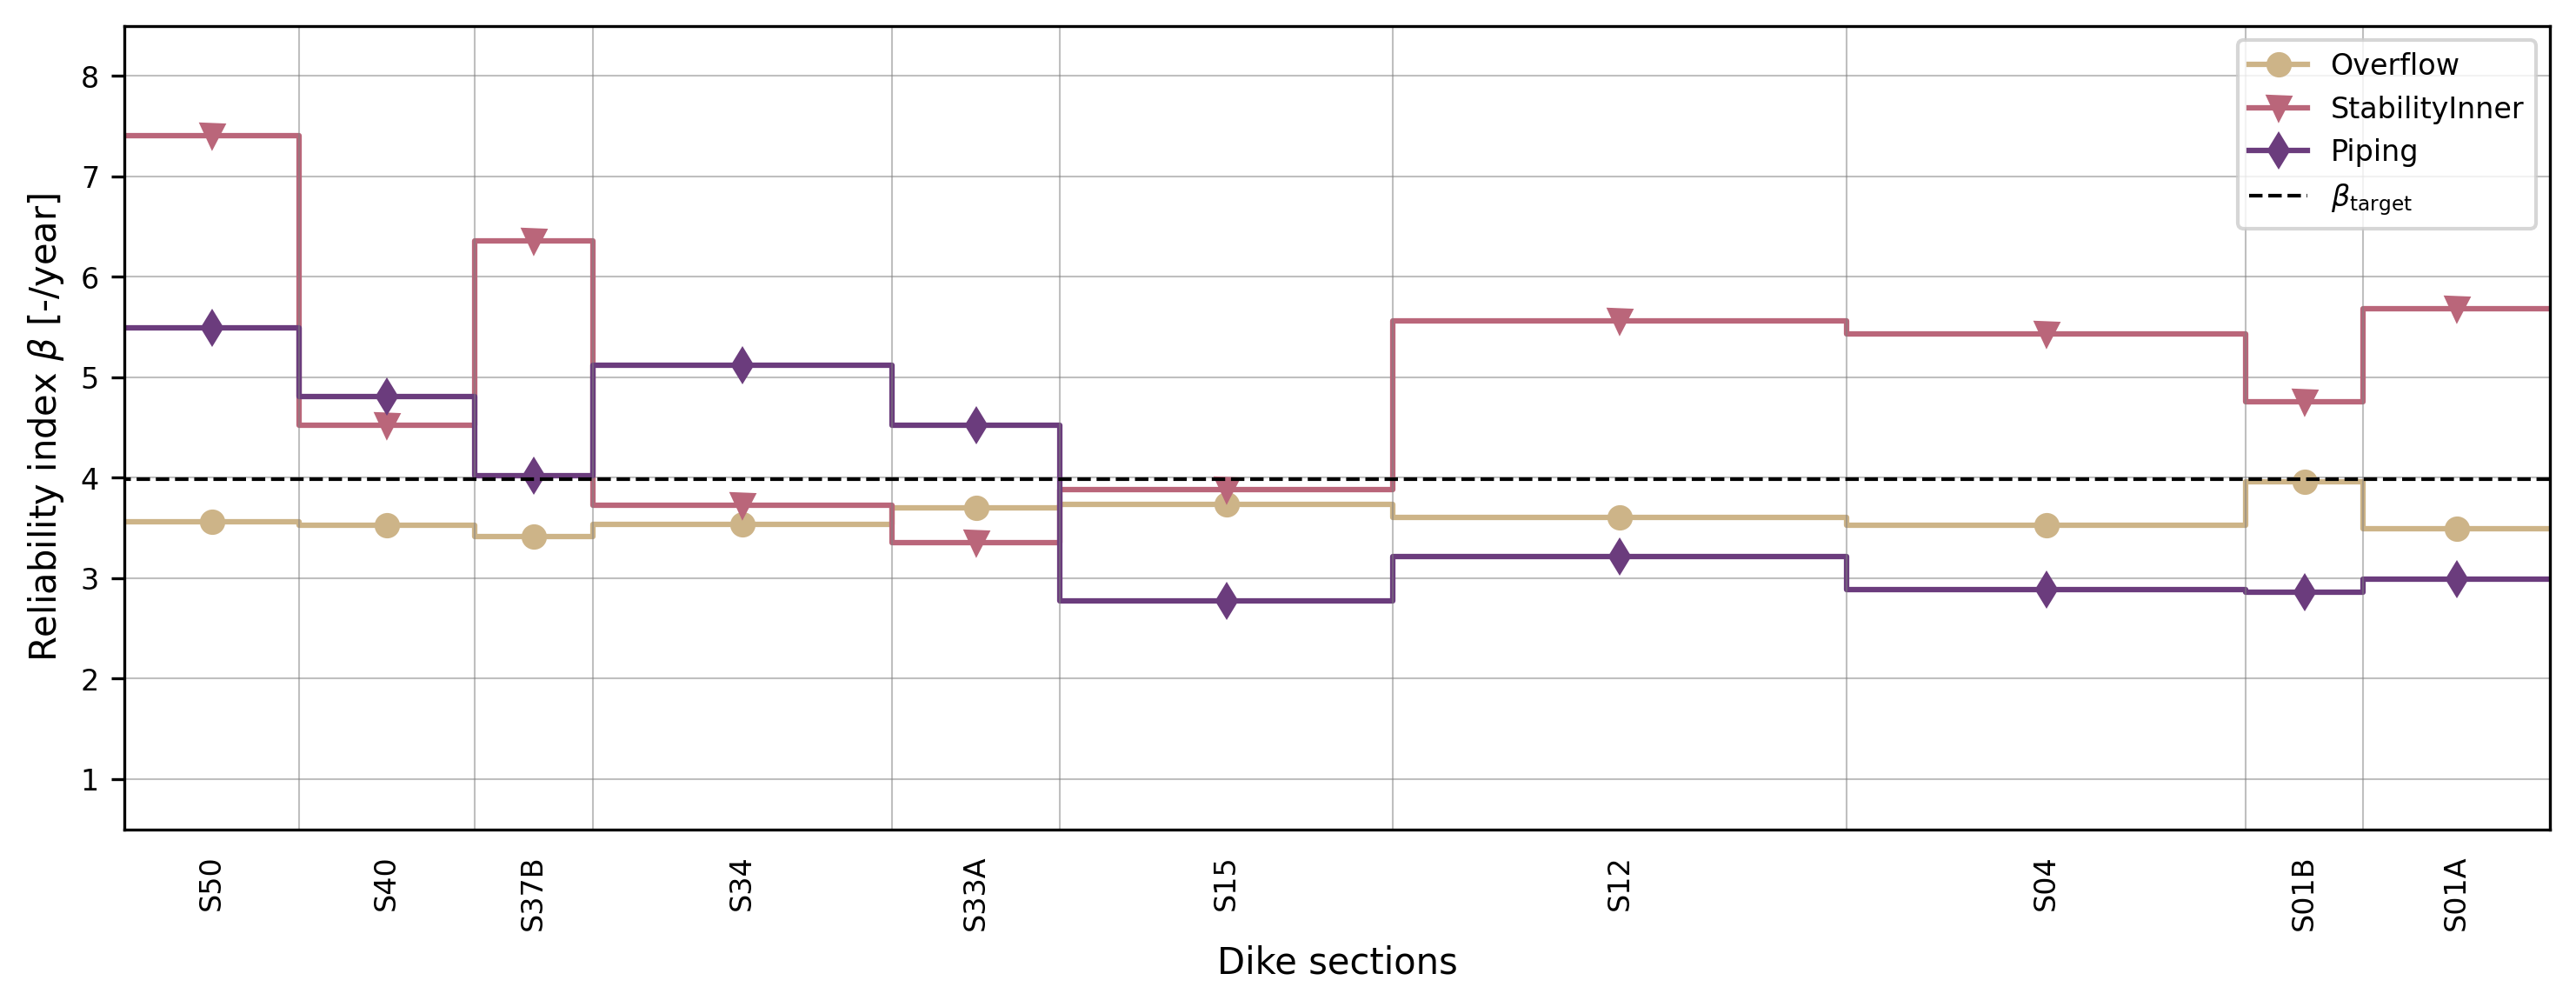 Reliability index β [-/year]
8
7
6
5
4
3
2
1
Overflow
StabilityInner
Piping
βtarget
S50
S40
S37B
S34
S33A
S15
S12
S04
S01B
S01A
Dike sections